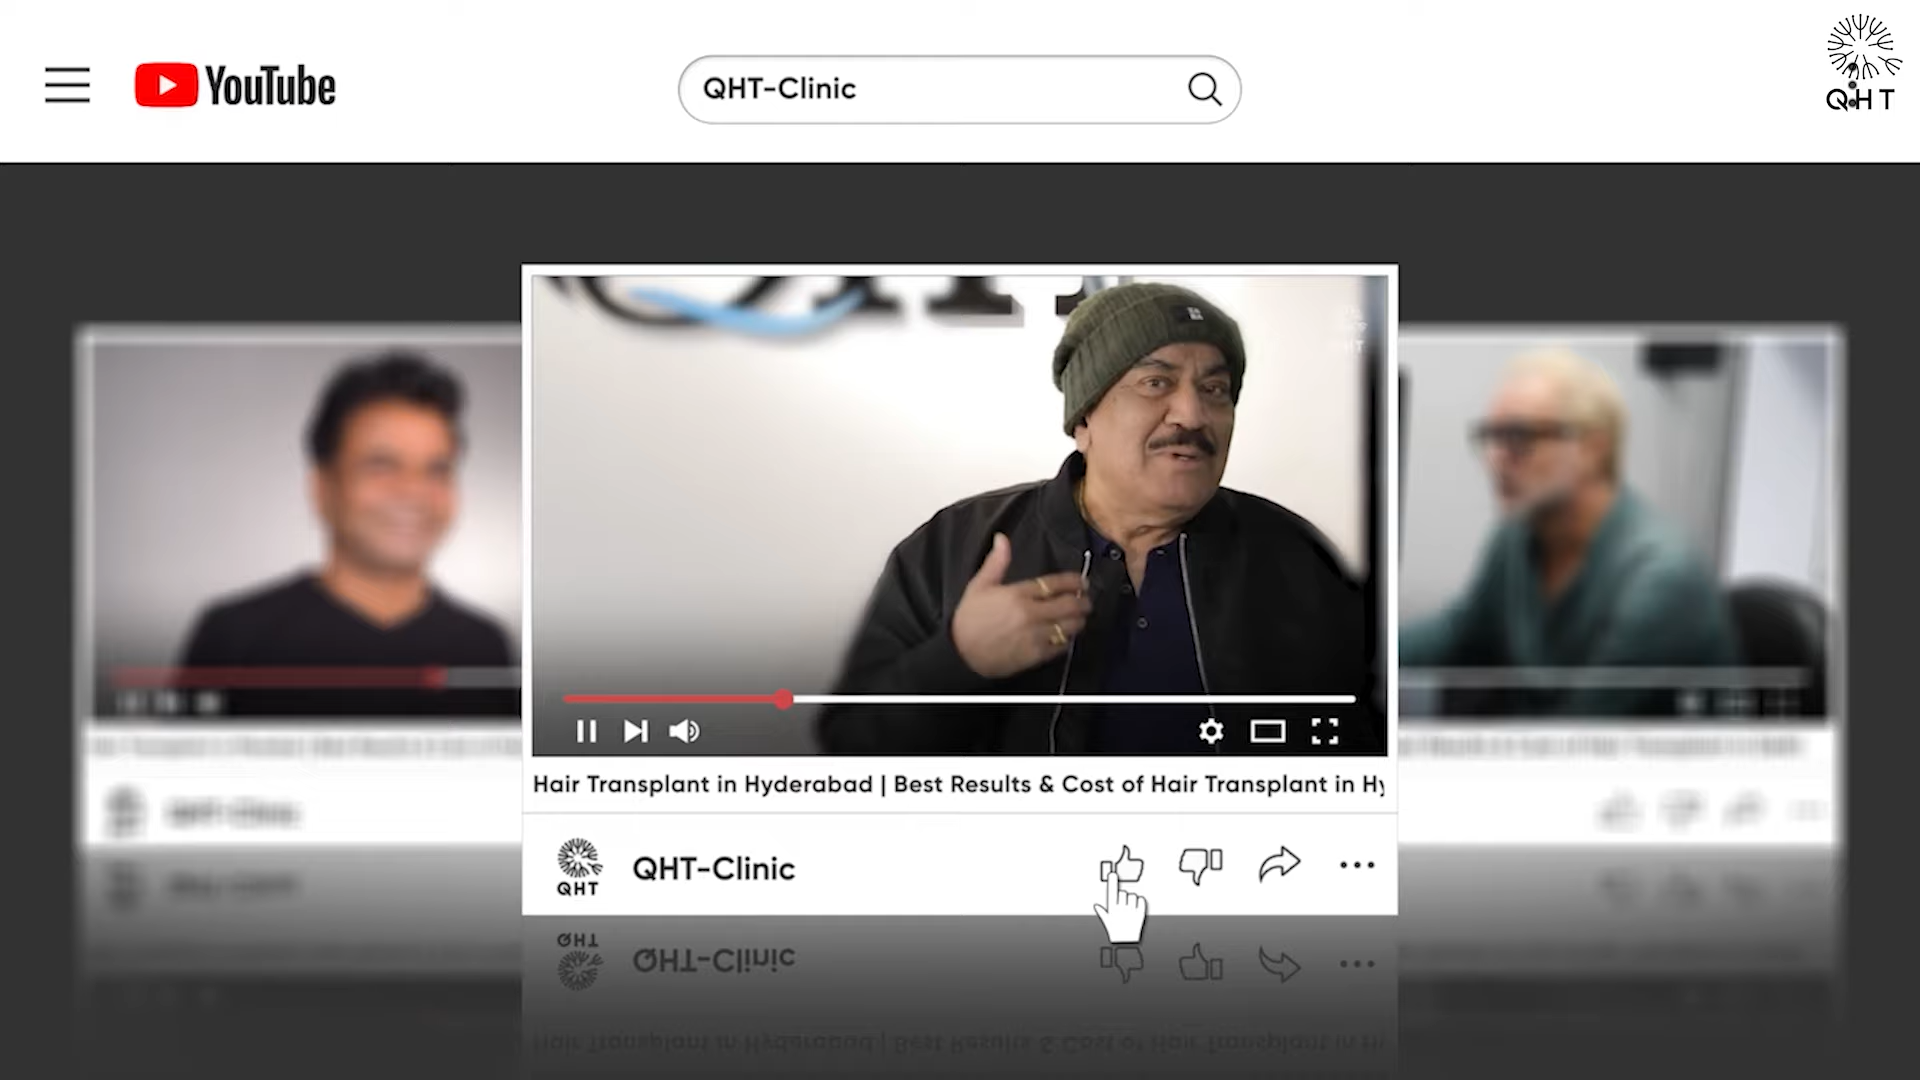 YouTube
QHT-Clinic
QHT
Hair Transplant in Hyderabad | Best Results & Cost of Hair Transplant in Hy
QHT
QHT-Clinic